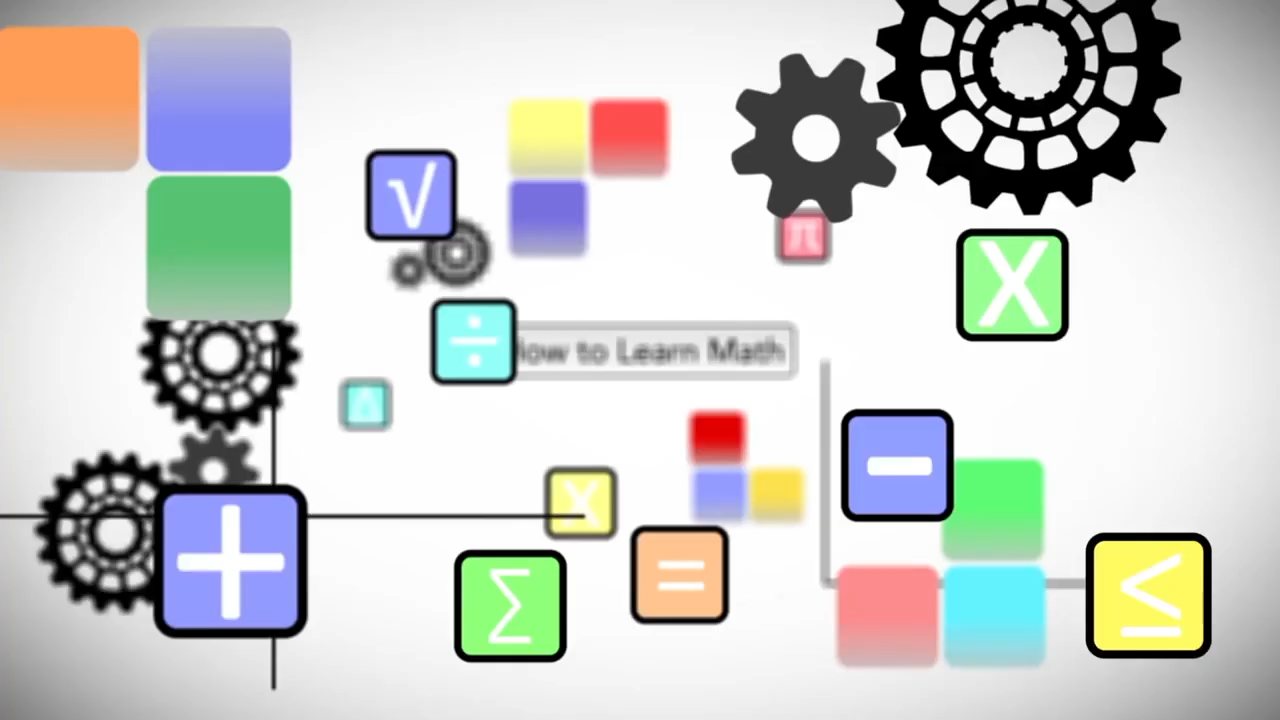 √
π
X
÷
How to Learn Math
−
X
+
=
∑
≤